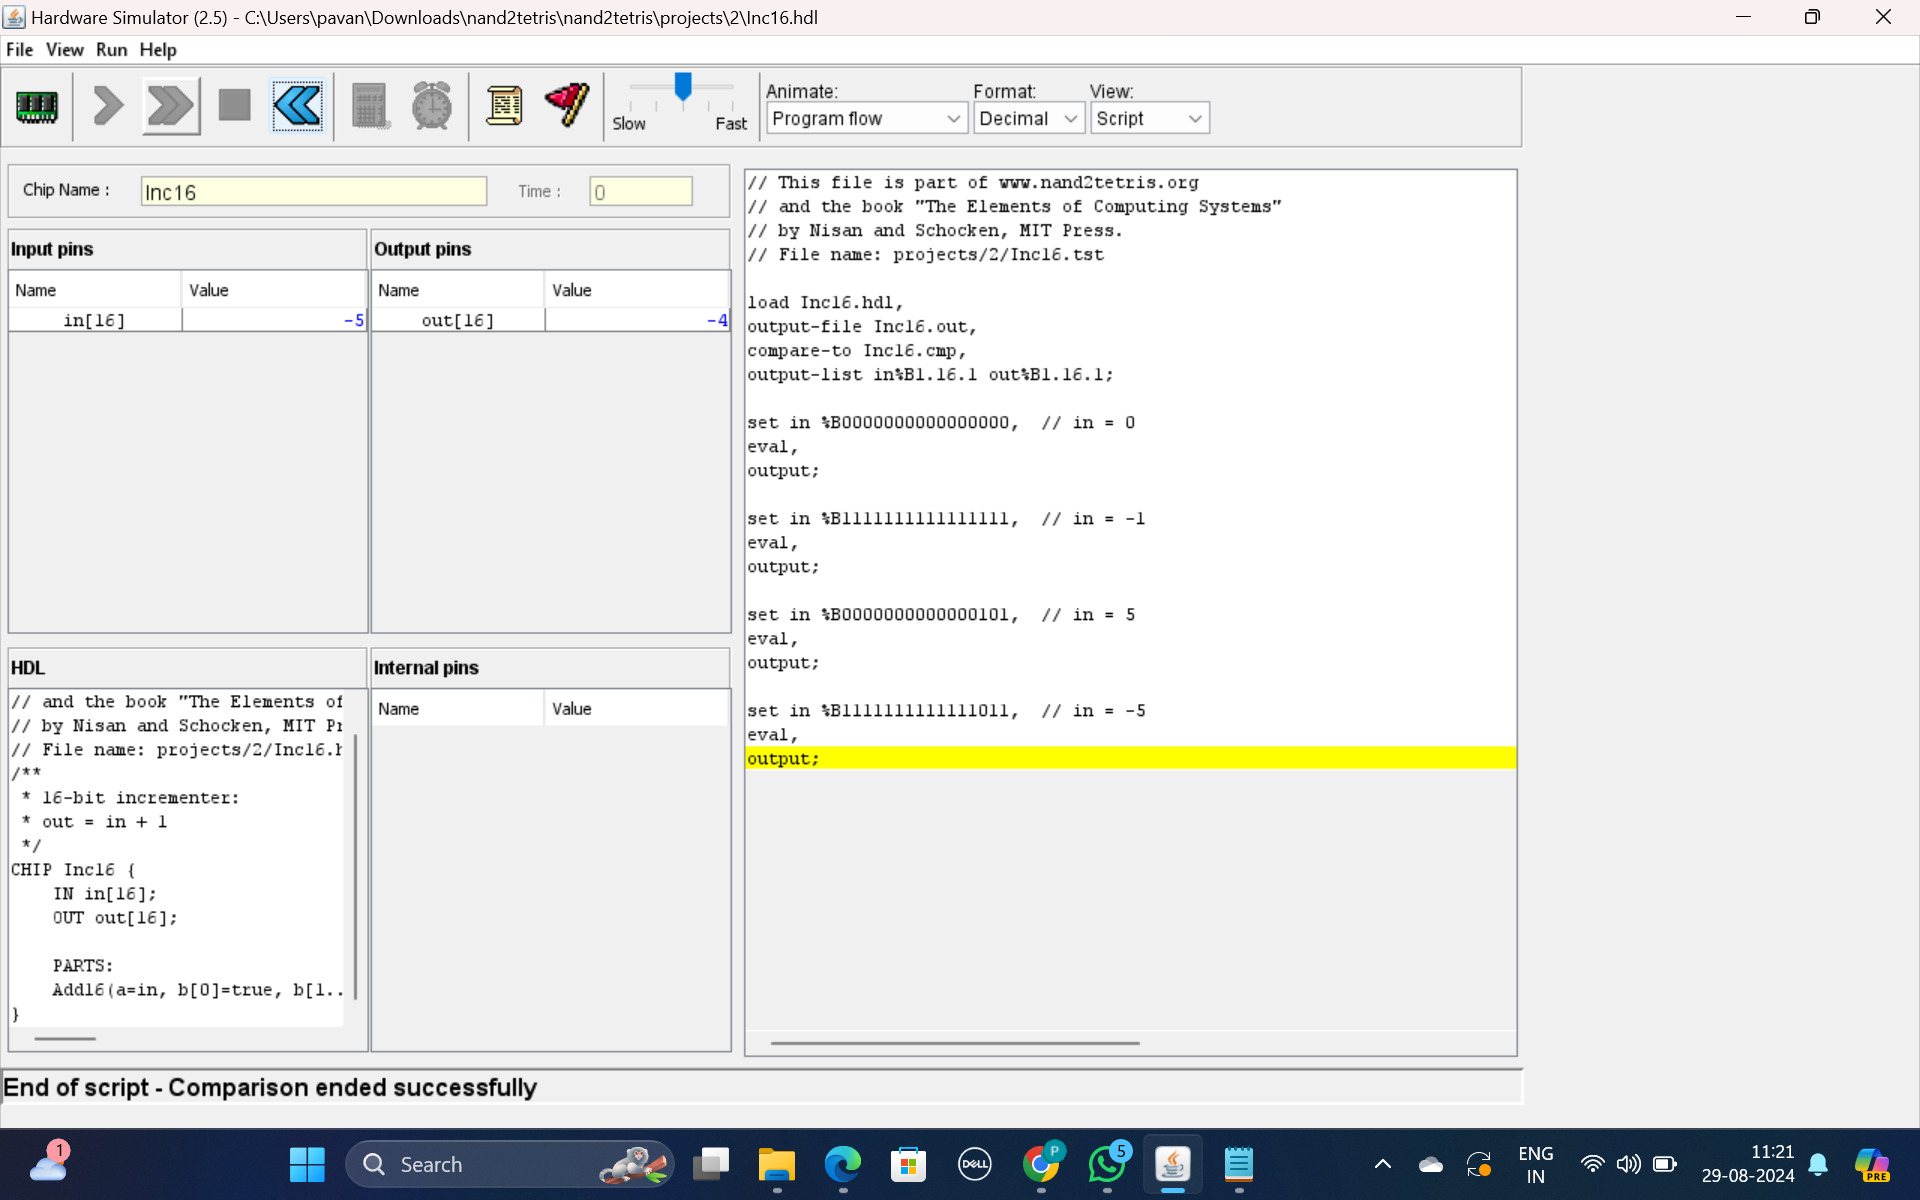 Hardware Simulator (2.5) - C:\Users\pavan\Downloads\nand2tetris\nand2tetris\projects\2\Inc16.hdl
File View Run Help
Slow Fast
Animate:
Program flow
Format:
Decimal
View:
Script
Chip Name : Inc16 Time : 0
Input pins
Name Value
in[16] -5
Output pins
Name Value
out[16] -4
HDL
// and the book "The Elements of
// by Nisan and Schocken, MIT Pr
// File name: projects/2/Inc16.h
/**
* 16-bit incrementer:
* out = in + 1
*/
CHIP Inc16 {
IN in[16];
OUT out[16];
PARTS:
Add16(a=in, b[0]=true, b[1..
}
Internal pins
Name Value
// This file is part of www.nand2tetris.org
// and the book "The Elements of Computing Systems"
// by Nisan and Schocken, MIT Press.
// File name: projects/2/Inc16.tst
load Inc16.hdl,
output-file Inc16.out,
compare-to Inc16.cmp,
output-list in%B1.16.1 out%B1.16.1;
set in %B0000000000000000, // in = 0
eval,
output;
set in %B1111111111111111, // in = -1
eval,
output;
set in %B0000000000000101, // in = 5
eval,
output;
set in %B1111111111111011, // in = -5
eval,
output;
End of script - Comparison ended successfully
1
Search
DELL
P
5
ENG
IN
11:21
29-08-2024
PRE